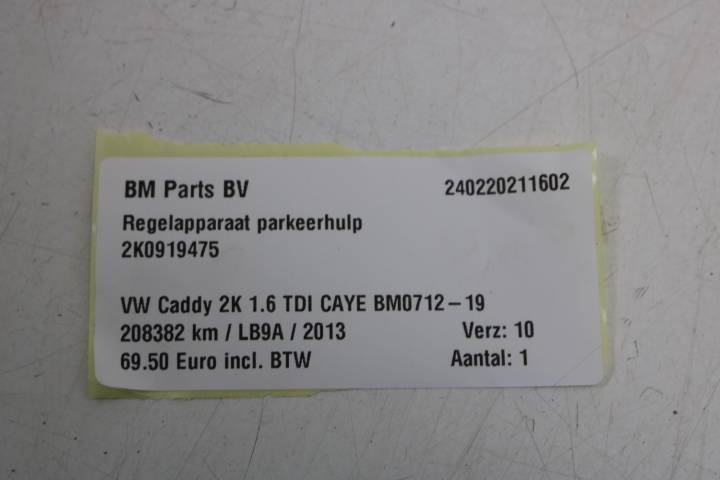 BM Parts BV 240220211602
Regelapparaat parkeerhulp
2K0919475
VW Caddy 2K 1.6 TDI CAYE BM0712-19
208382 km / LB9A / 2013 Verz: 10
69.50 Euro incl. BTW Aantal: 1